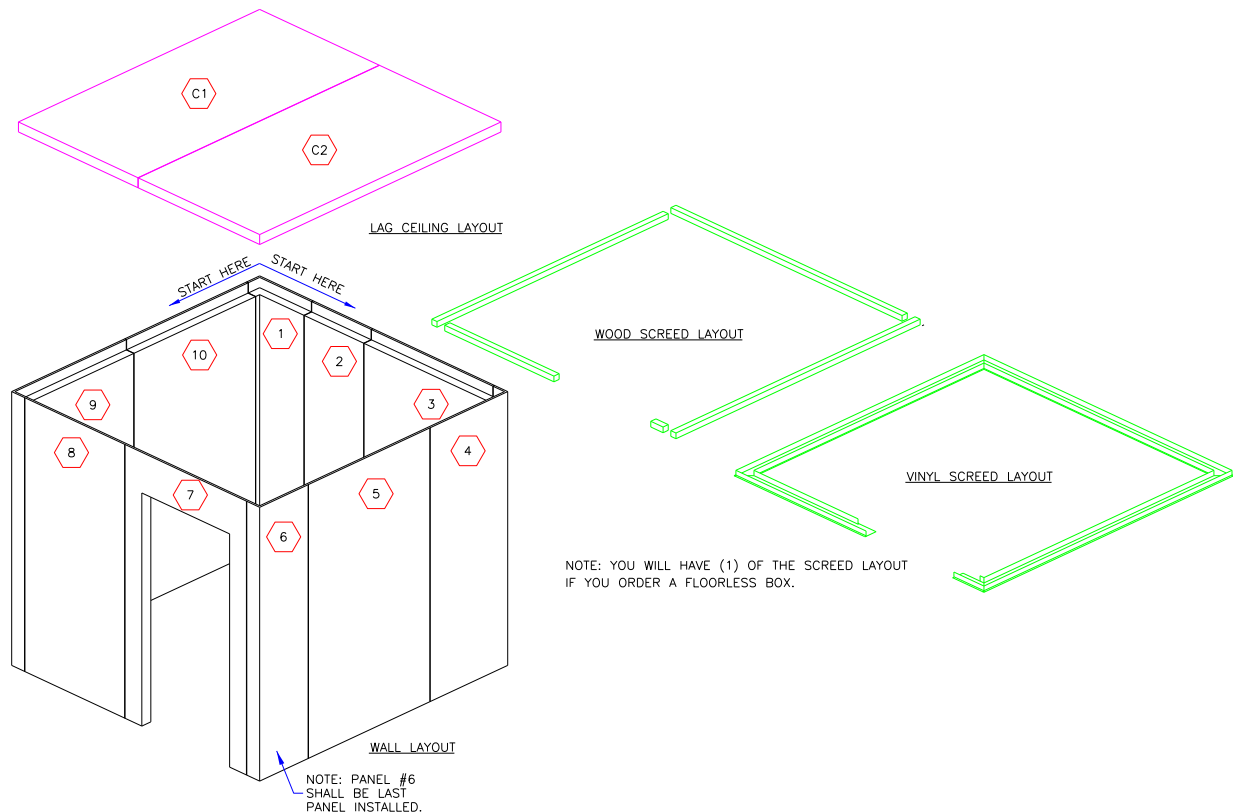 C1
C2
LAG CEILING LAYOUT
START HERE
START HERE
1
2
3
4
5
6
7
8
9
10
WOOD SCREED LAYOUT
VINYL SCREED LAYOUT
NOTE: YOU WILL HAVE (1) OF THE SCREED LAYOUT
IF YOU ORDER A FLOORLESS BOX.
WALL LAYOUT
NOTE: PANEL #6
SHALL BE LAST
PANEL INSTALLED.